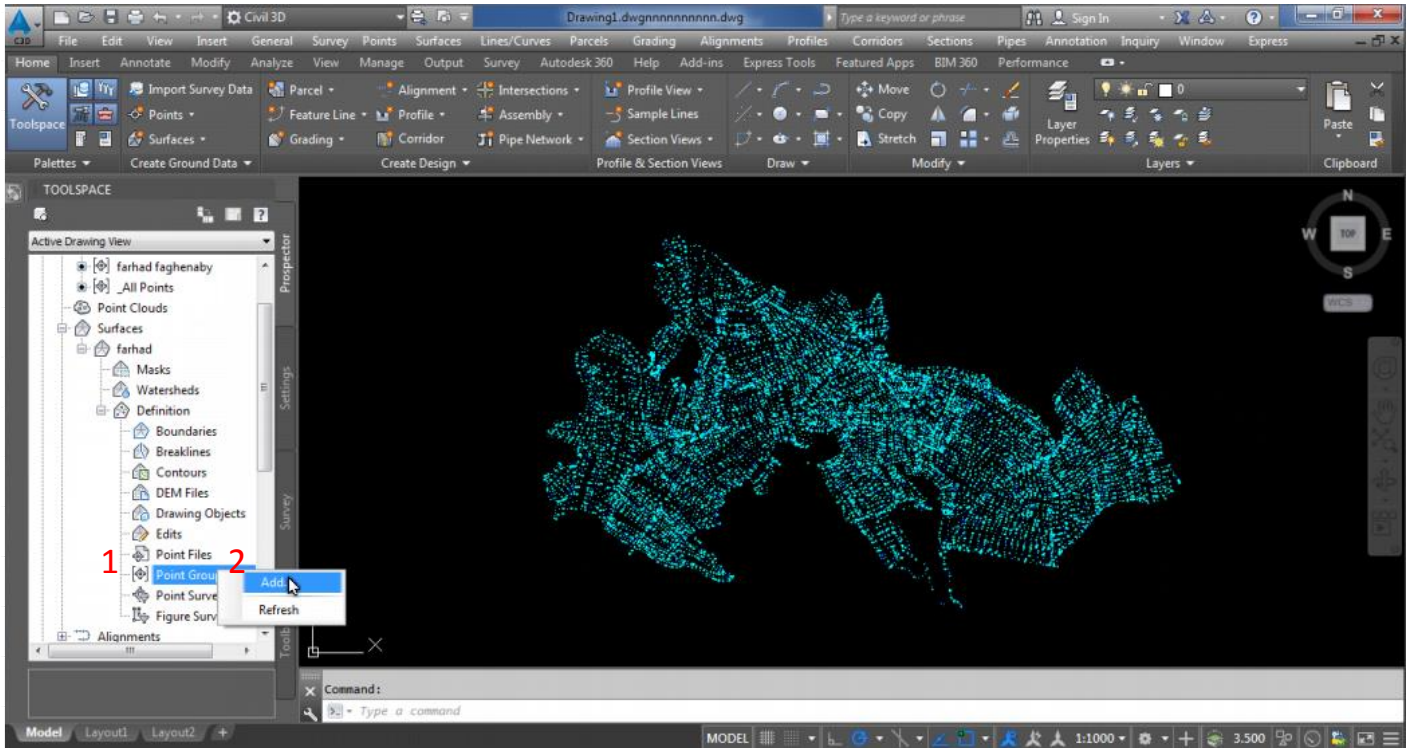 Civil 3D
Drawing1.dwgnnnnnnnnnn.dwg
Type a keyword or phrase
Sign In
C3D File Edit View Insert General Survey Points Surfaces Lines/Curves Parcels Grading Alignments Profiles Corridors Sections Pipes Annotation Inquiry Window Express
Home Insert Annotate Modify Analyze View Manage Output Survey Autodesk 360 Help Add-ins Express Tools Featured Apps BIM 360 Performance
Import Survey Data Parcel Alignment Intersections Profile View Move 0
Toolspace Points Feature Line Profile Assembly Sample Lines Copy Layer Properties Paste
Surfaces Grading Corridor Pipe Network Section Views Stretch
Palettes Create Ground Data Create Design Profile & Section Views Draw Modify Layers Clipboard
TOOLSPACE
Active Drawing View
Prospector
Settings
Survey
Toolb
farhad faghenaby
_All Points
Point Clouds
Surfaces
farhad
Masks
Watersheds
Definition
Boundaries
Breaklines
Contours
DEM Files
Drawing Objects
Edits
Point Files
1 Point Grou 2
Add...
Point Surve
Refresh
Figure Surv
Alignments
N
W TOP E
S
WCS
X
Command:
Type a command
Model Layout1 Layout2 +
MODEL 1:1000 3.500